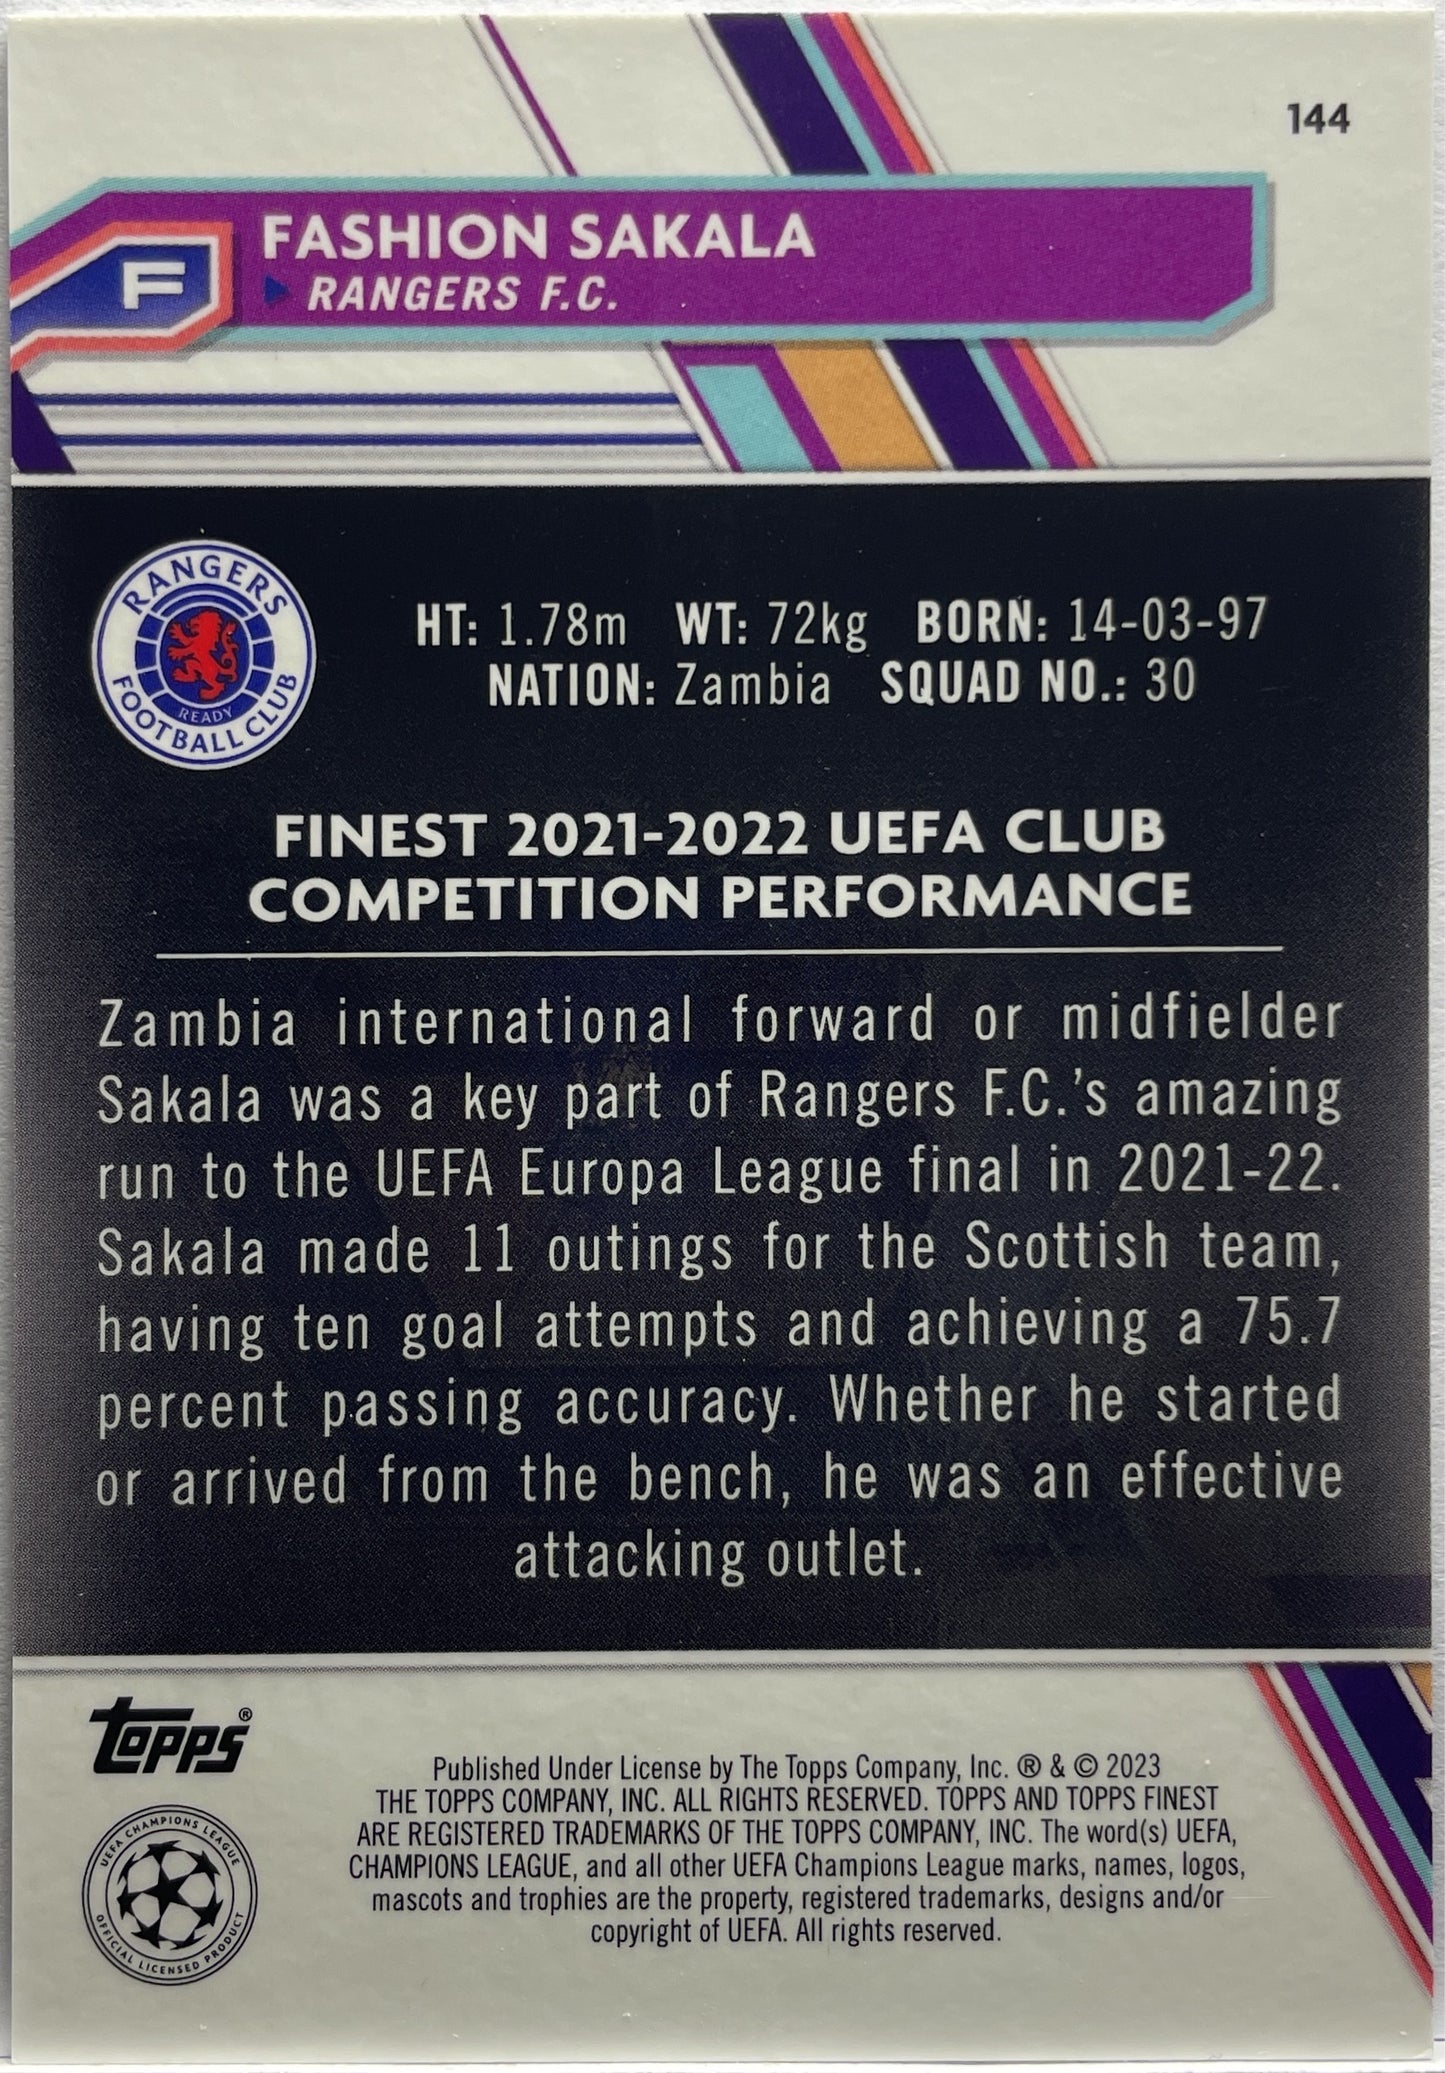 144
FASHION SAKALA
F
RANGERS F.C.
RANGERS
FOOTBALL CLUB
READY
HT: 1.78m WT: 72kg BORN: 14-03-97
NATION: Zambia SQUAD NO.: 30
FINEST 2021-2022 UEFA CLUB
COMPETITION PERFORMANCE
Zambia international forward or midfielder
Sakala was a key part of Rangers F.C.'s amazing
run to the UEFA Europa League final in 2021-22.
Sakala made 11 outings for the Scottish team,
having ten goal attempts and achieving a 75.7
percent passing accuracy. Whether he started
or arrived from the bench, he was an effective
attacking outlet.
Topps®
Published Under License by The Topps Company, Inc. ® & © 2023
THE TOPPS COMPANY, INC. ALL RIGHTS RESERVED. TOPPS AND TOPPS FINEST
ARE REGISTERED TRADEMARKS OF THE TOPPS COMPANY, INC. The word(s) UEFA,
CHAMPIONS LEAGUE, and all other UEFA Champions League marks, names, logos,
mascots and trophies are the property, registered trademarks, designs and/or
copyright of UEFA. All rights reserved.
UEFA CHAMPIONS LEAGUE
OFFICIAL LICENSED PRODUCT